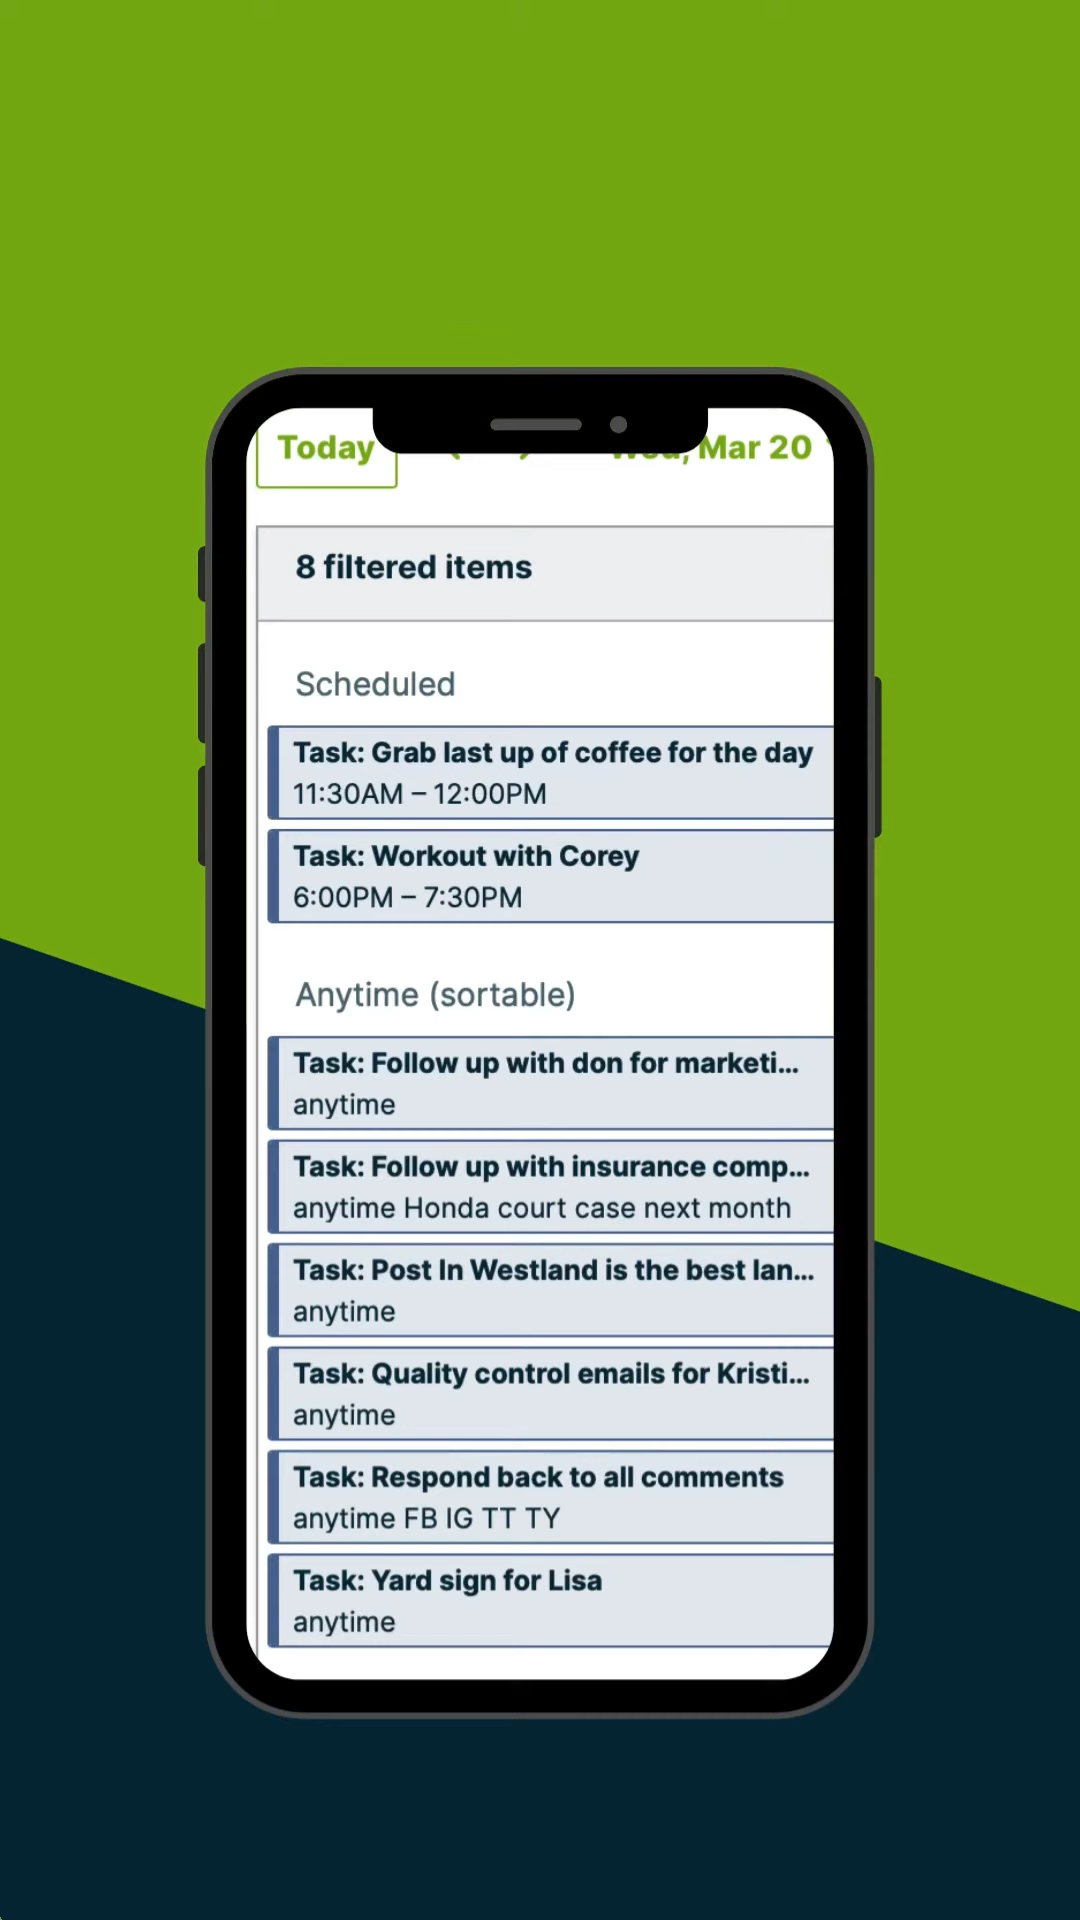 Today
Wed, Mar 20
8 filtered items
Scheduled
Task: Grab last up of coffee for the day
11:30AM – 12:00PM
Task: Workout with Corey
6:00PM – 7:30PM
Anytime (sortable)
Task: Follow up with don for marketi...
anytime
Task: Follow up with insurance comp...
anytime Honda court case next month
Task: Post In Westland is the best lan...
anytime
Task: Quality control emails for Kristi...
anytime
Task: Respond back to all comments
anytime FB IG TT TY
Task: Yard sign for Lisa
anytime